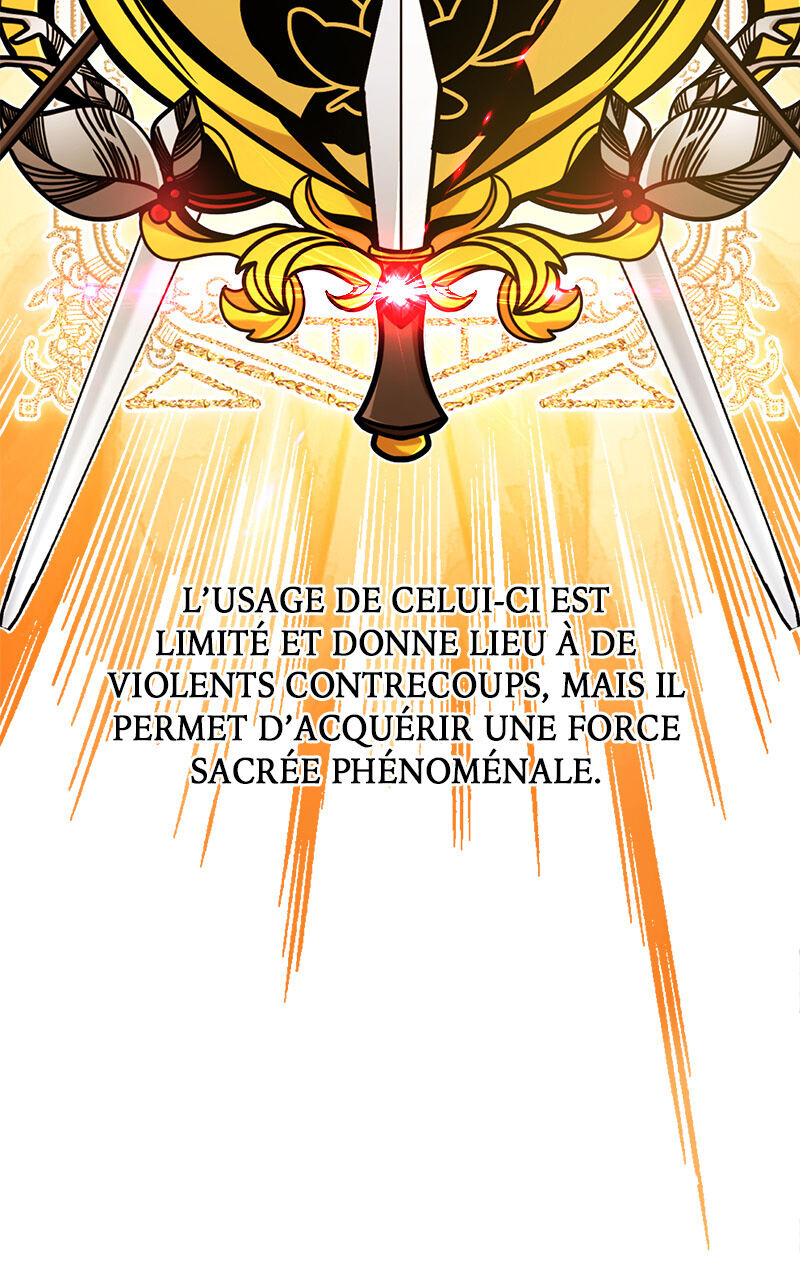 L'USAGE DE CELUI-CI EST
LIMITÉ ET DONNE LIEU À DE
VIOLENTS CONTRECOUPS, MAIS IL
PERMET D'ACQUÉRIR UNE FORCE
SACRÉE PHÉNOMÉNALE.